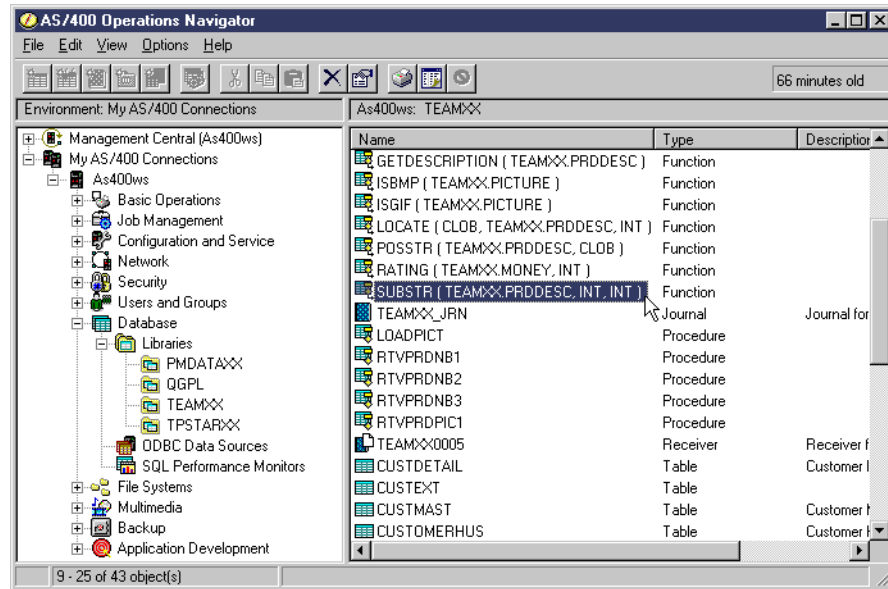 AS/400 Operations Navigator
File Edit View Options Help
66 minutes old
Environment: My AS/400 Connections
As400ws: TEAMXX
Management Central (As400ws)
My AS/400 Connections
As400ws
Basic Operations
Job Management
Configuration and Service
Network
Security
Users and Groups
Database
Libraries
PMDATAXX
QGPL
TEAMXX
TPSTARXX
ODBC Data Sources
SQL Performance Monitors
File Systems
Multimedia
Backup
Application Development
Name Type Description
GETDESCRIPTION ( TEAMXX.PRDDESC ) Function
ISBMP ( TEAMXX.PICTURE ) Function
ISGIF ( TEAMXX.PICTURE ) Function
LOCATE ( CLOB, TEAMXX.PRDDESC, INT ) Function
POSSTR ( TEAMXX.PRDDESC, CLOB ) Function
RATING ( TEAMXX.MONEY, INT ) Function
SUBSTR ( TEAMXX.PRDDESC, INT, INT ) Function
TEAMXX_JRN Journal Journal for
LOADPICT Procedure
RTVPRDNB1 Procedure
RTVPRDNB2 Procedure
RTVPRDNB3 Procedure
RTVPRDPIC1 Procedure
TEAMXX0005 Receiver Receiver f
CUSTDETAIL Table Customer
CUSTEXT Table
CUSTMAST Table Customer
CUSTOMERHUS Table Customer
9 - 25 of 43 object(s)